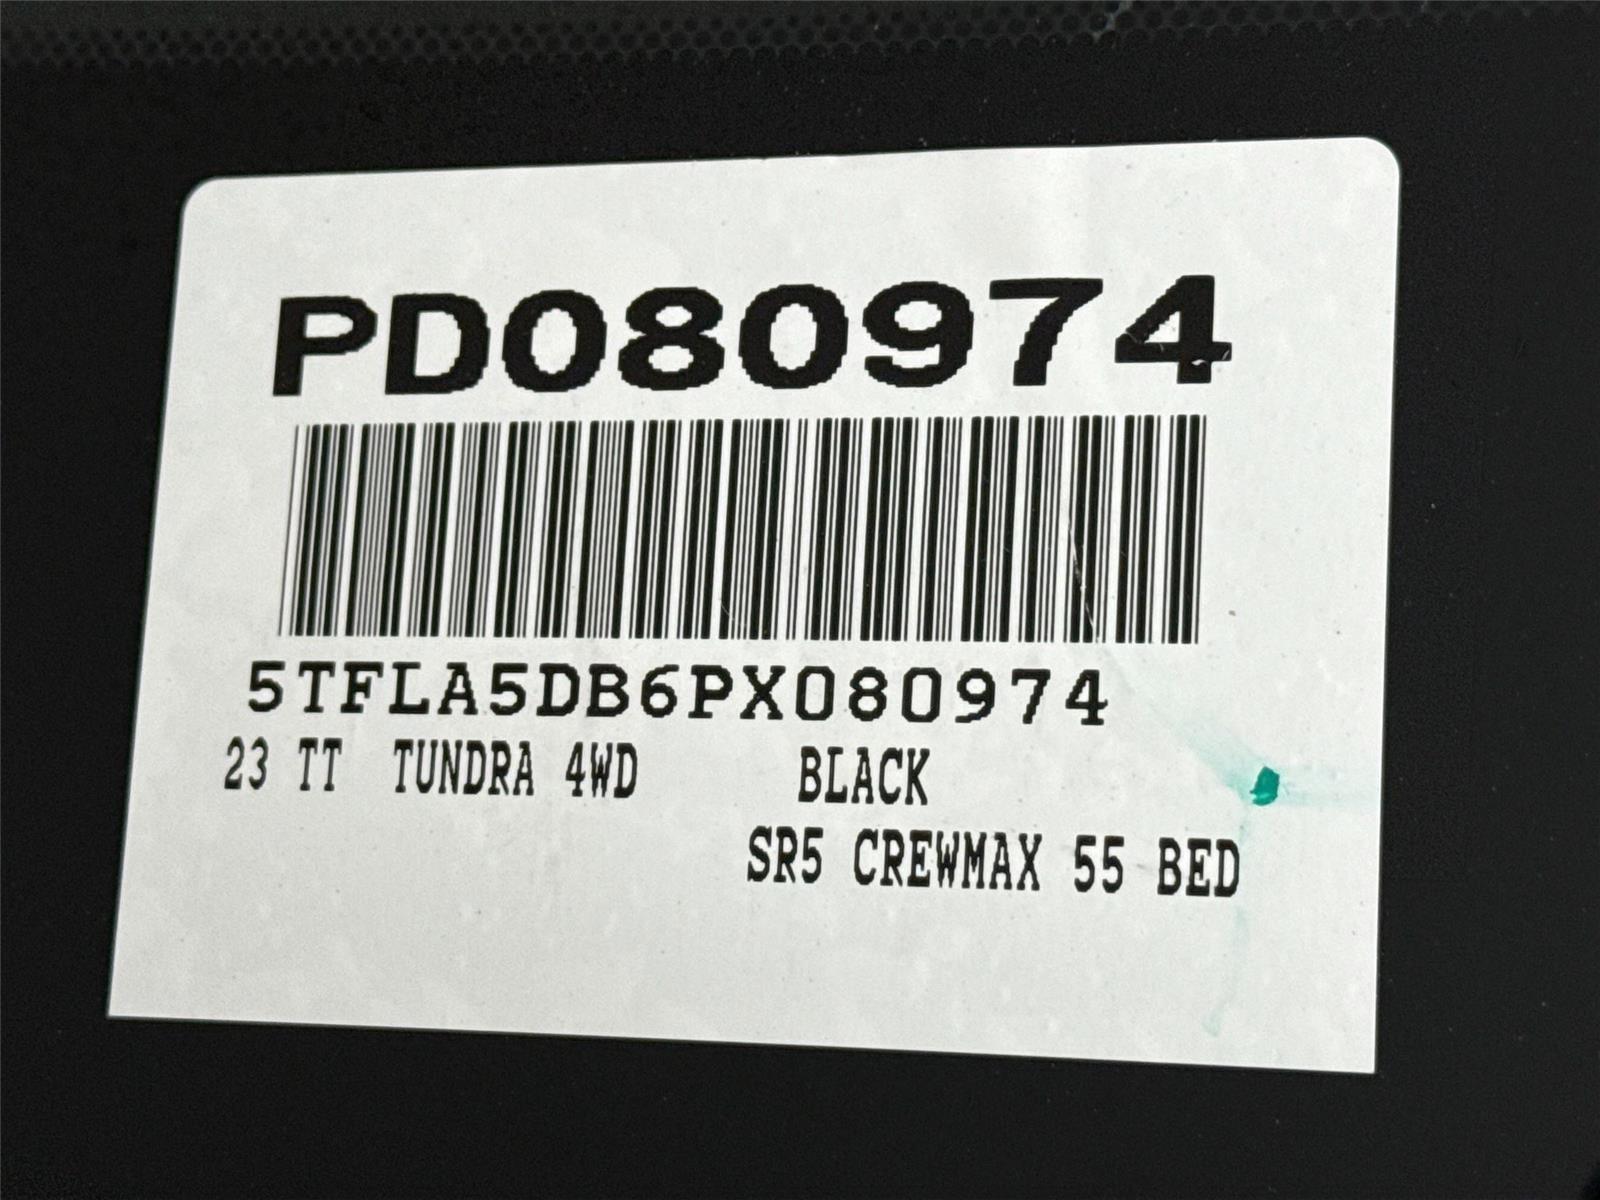 PD080974
5TFLA5DB6PX080974
23 TT TUNDRA 4WD BLACK
SR5 CREWMAX 55 BED